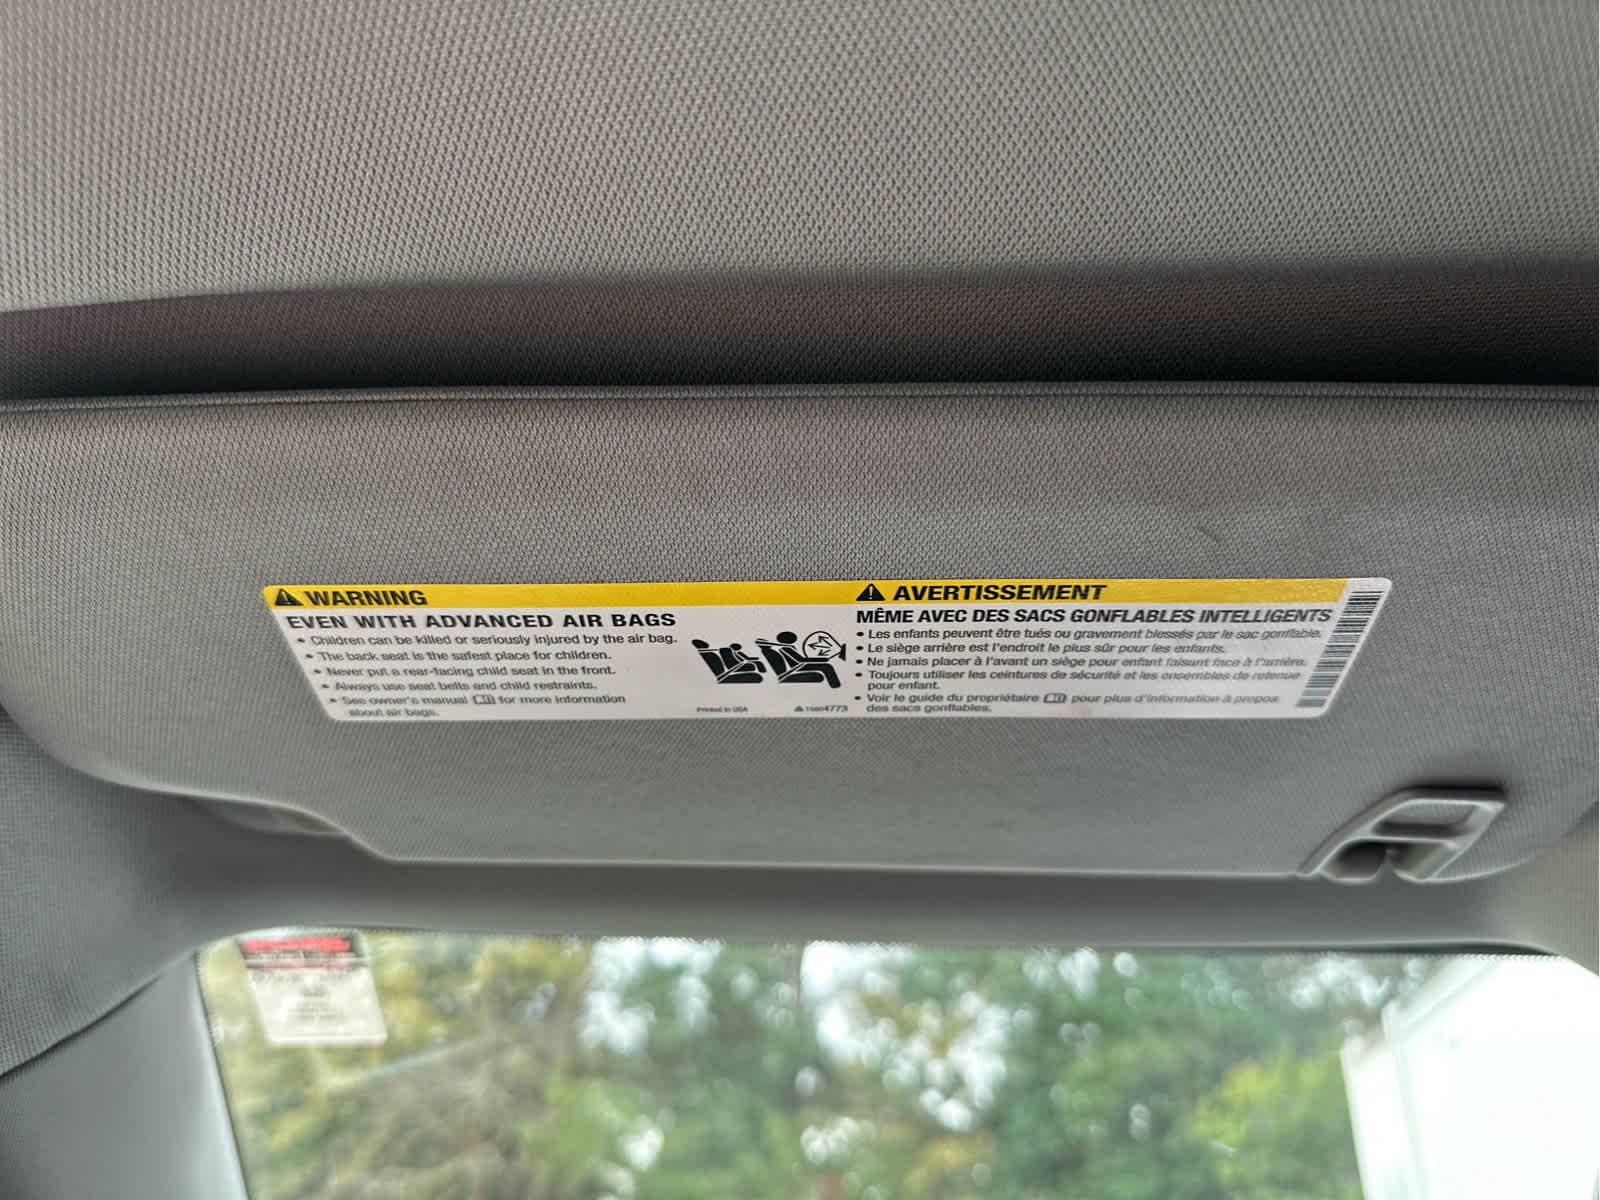 WARNING
EVEN WITH ADVANCED AIR BAGS
• Children can be killed or seriously injured by the air bag.
• The back seat is the safest place for children.
• Never put a rear-facing child seat in the front.
• Always use seat belts and child restraints.
• See owner's manual for more information
about air bags.
Printed in USA
4773
AVERTISSEMENT
MÊME AVEC DES SACS GONFLABLES INTELLIGENTS
• Les enfants peuvent être tués ou gravement blessés par le sac gonflable.
• Le siège arrière est l'endroit le plus sûr pour les enfants.
• Ne jamais placer à l'avant un siège pour enfant faisant face à l'arrière.
• Toujours utiliser les ceintures de sécurité et les ensembles de retenue
pour enfant.
• Voir le guide du propriétaire pour plus d'information à propos
des sacs gonflables.